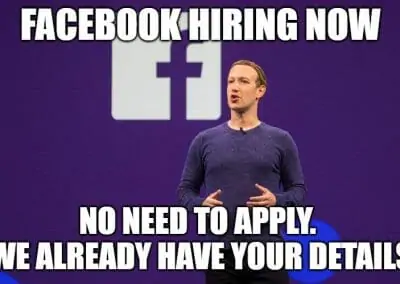 FACEBOOK HIRING NOW
f
NO NEED TO APPLY.
WE ALREADY HAVE YOUR DETAILS